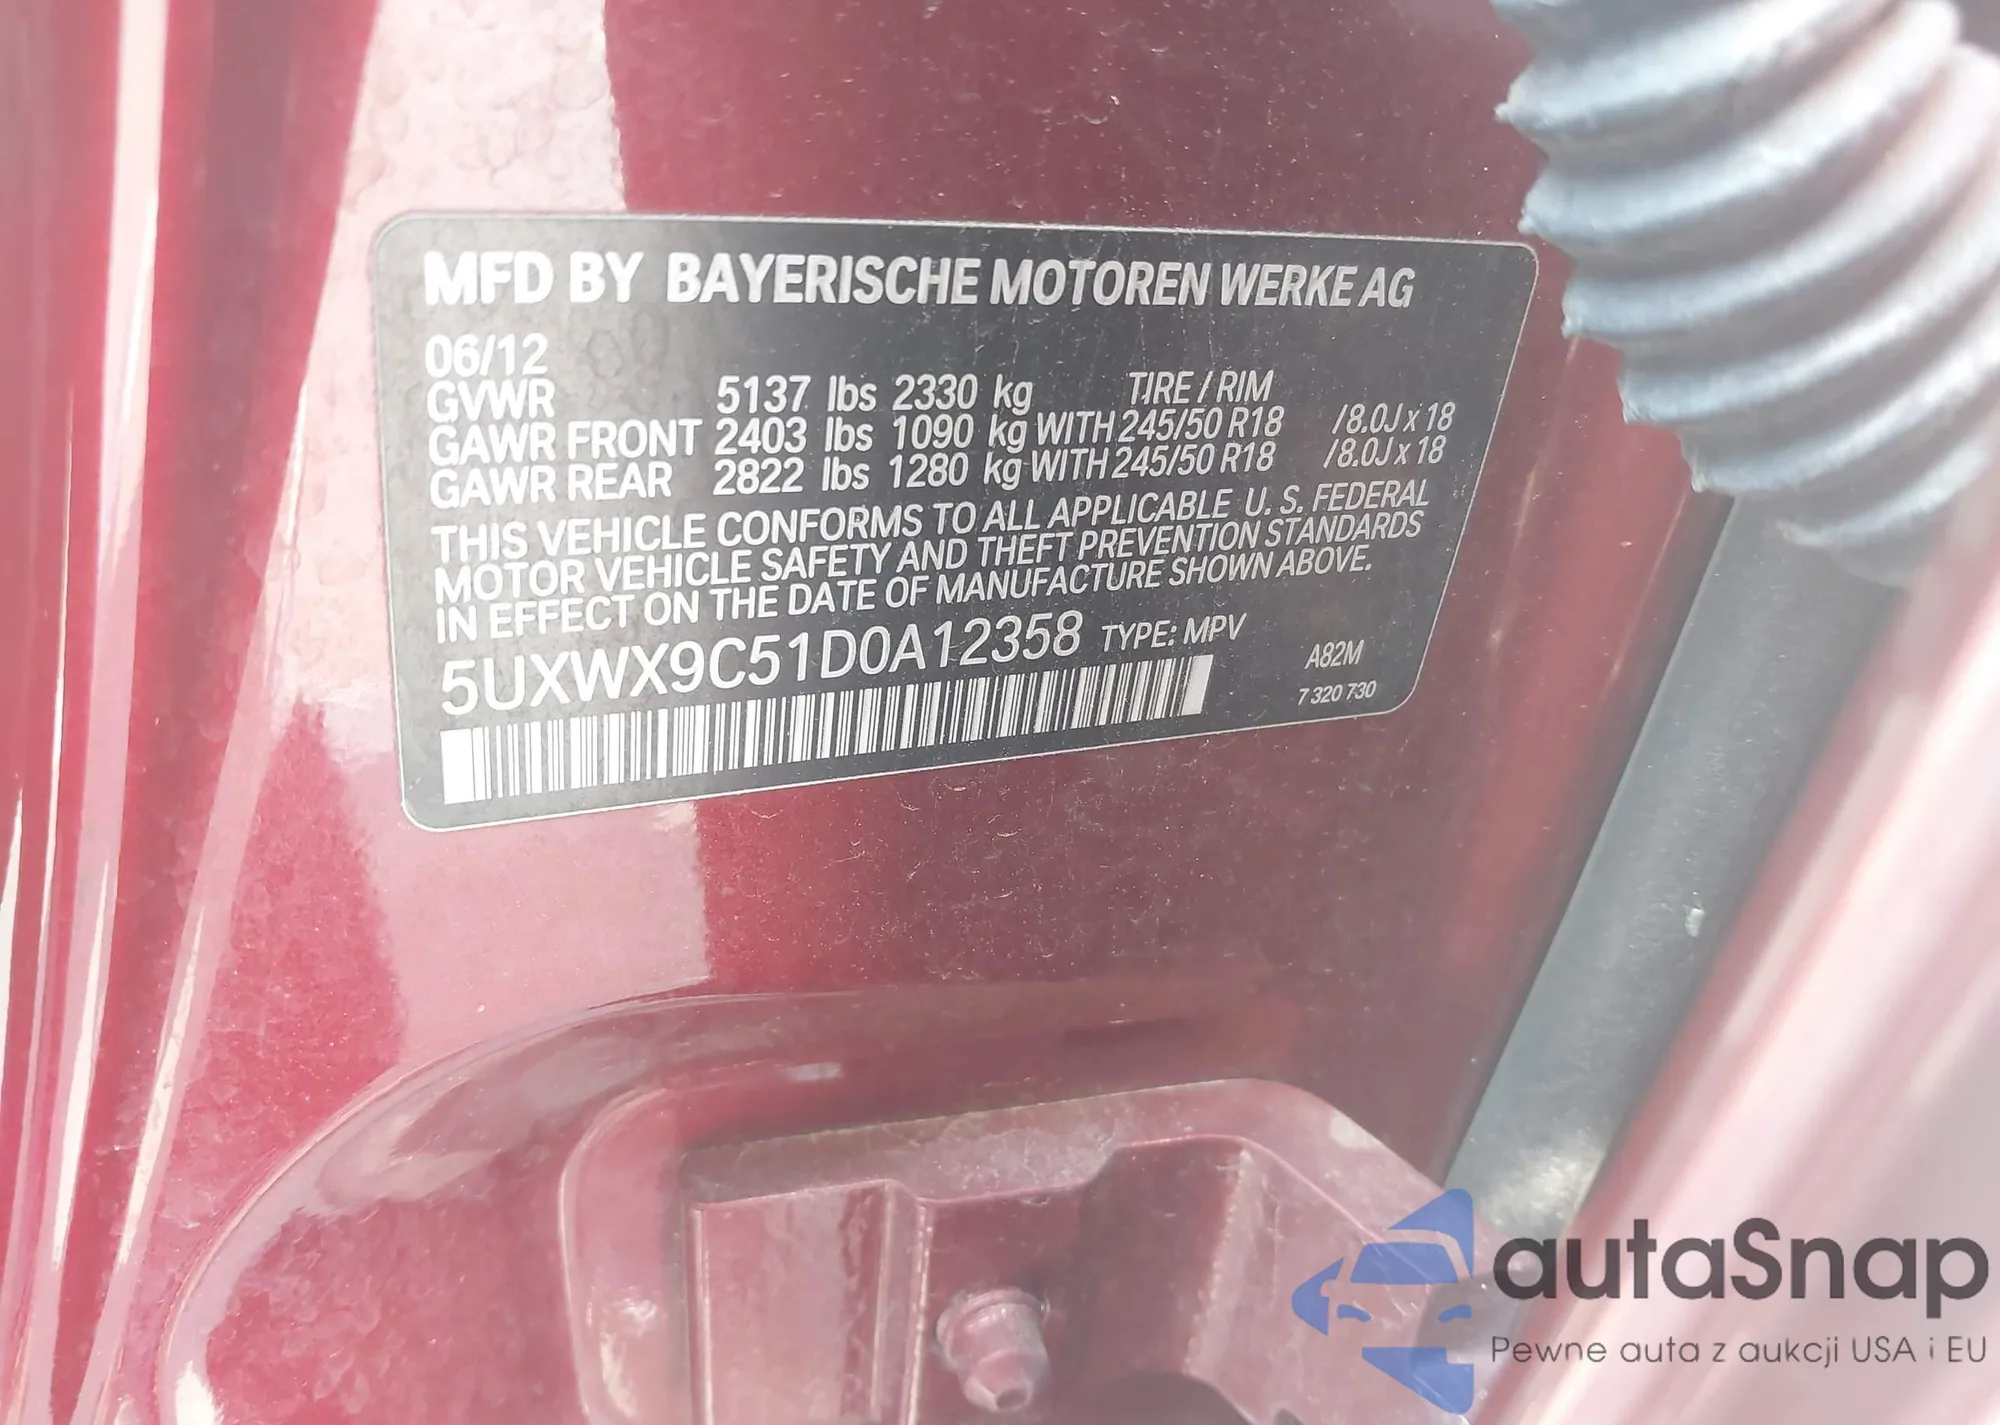 MFD BY BAYERISCHE MOTOREN WERKE AG
06/12
GVWR 5137 lbs 2330 kg TIRE / RIM
GAWR FRONT 2403 lbs 1090 kg WITH 245/50 R18 /8.0J x 18
GAWR REAR 2822 lbs 1280 kg WITH 245/50 R18 /8.0J x 18
THIS VEHICLE CONFORMS TO ALL APPLICABLE U. S. FEDERAL
MOTOR VEHICLE SAFETY AND THEFT PREVENTION STANDARDS
IN EFFECT ON THE DATE OF MANUFACTURE SHOWN ABOVE.
5UXWX9C51D0A12358 TYPE: MPV
A82M
7 320 730
autaSnap
Pewne auta z aukcji USA i EU